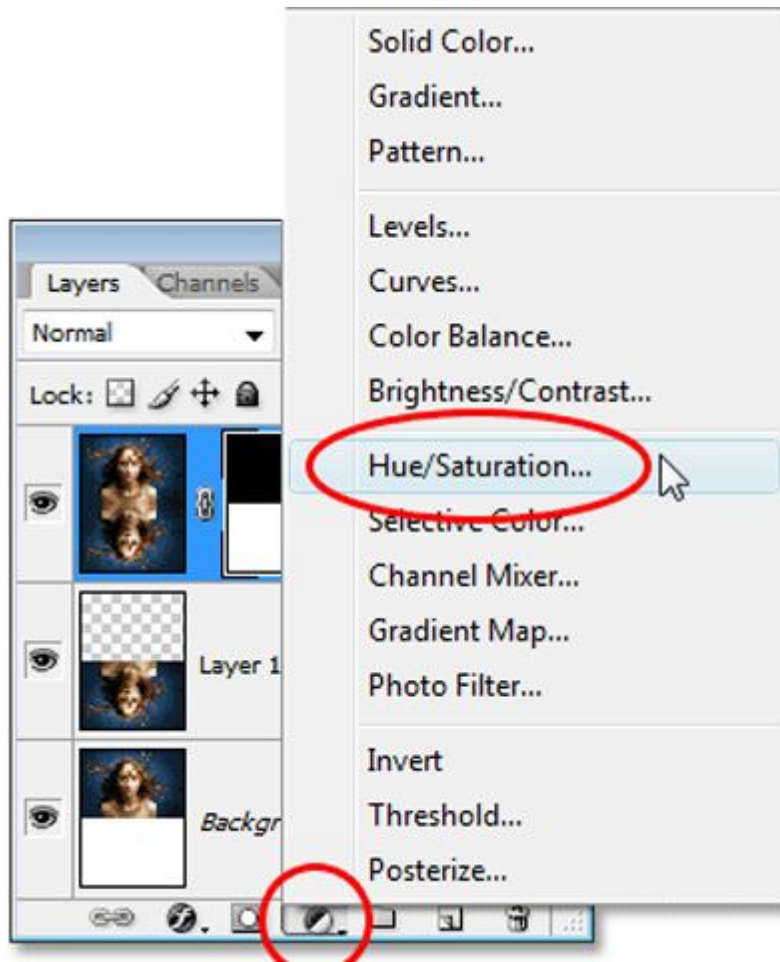 Solid Color...
Gradient...
Pattern...
Levels...
Curves...
Color Balance...
Brightness/Contrast...
Hue/Saturation...
Selective Color...
Channel Mixer...
Gradient Map...
Photo Filter...
Invert
Threshold...
Posterize...
Layers Channels
Normal
Lock:
Layer 1
Backgr